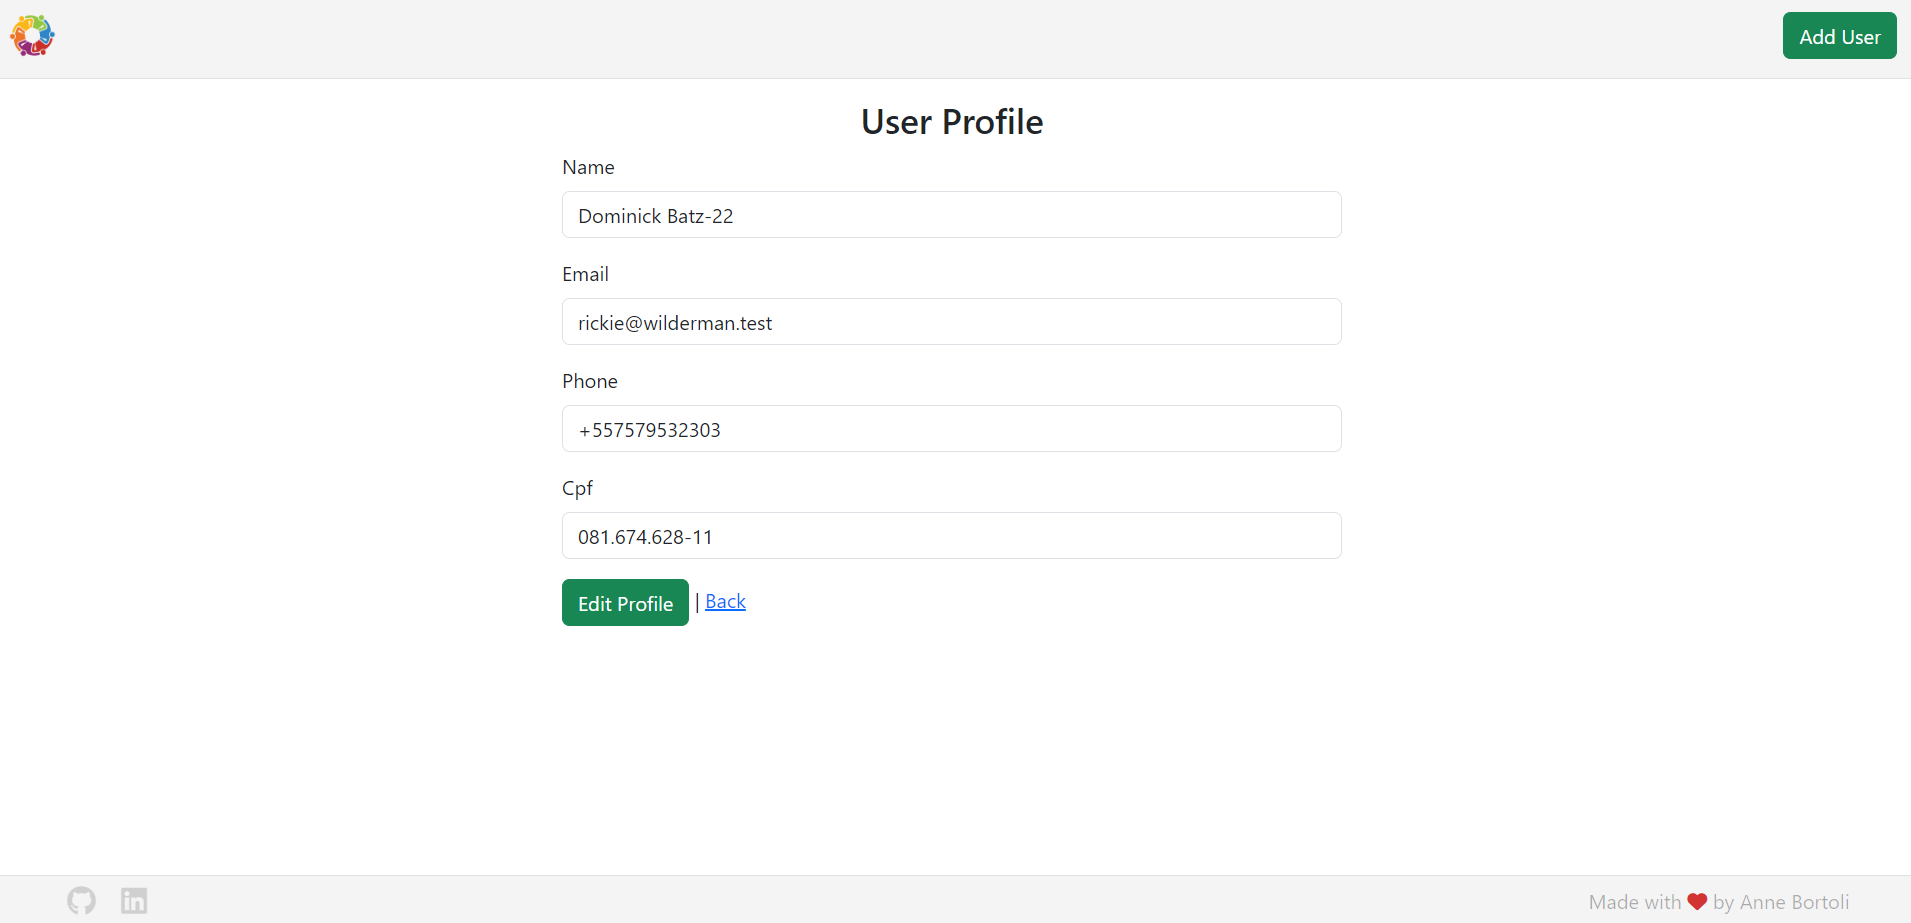 Add User
User Profile
Name
Dominick Batz-22
Email
rickie@wilderman.test
Phone
+557579532303
Cpf
081.674.628-11
Edit Profile | Back
in
Made with ❤ by Anne Bortoli